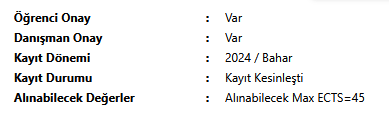 Öğrenci Onay : Var
Danışman Onay : Var
Kayıt Dönemi : 2024 / Bahar
Kayıt Durumu : Kayıt Kesinleşti
Alınabilecek Değerler : Alınabilecek Max ECTS=45